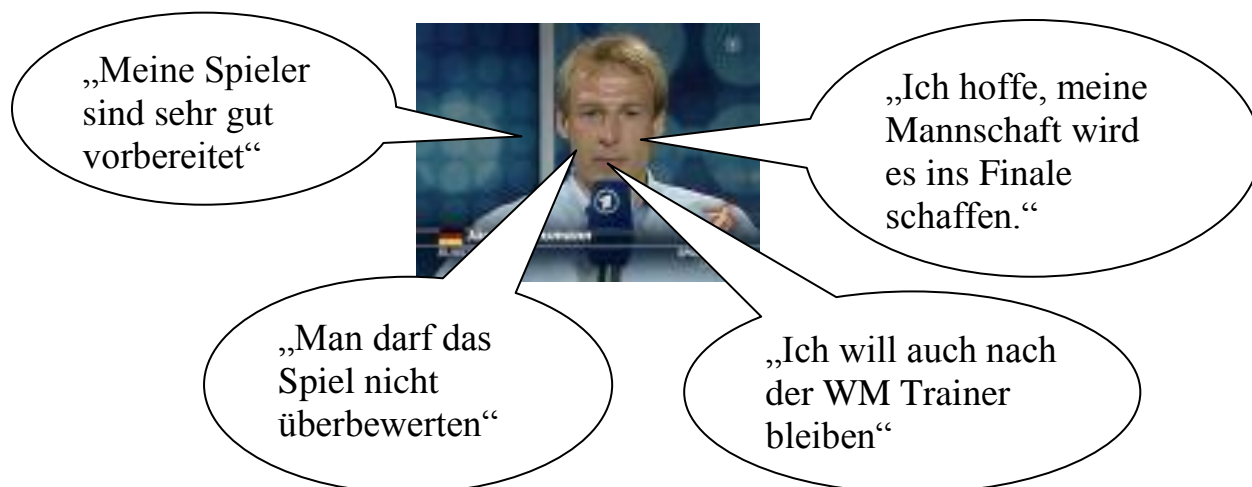 „Meine Spieler
sind sehr gut
vorbereitet“
„Ich hoffe, meine
Mannschaft wird
es ins Finale
schaffen.“
„Man darf das
Spiel nicht
überbewerten“
„Ich will auch nach
der WM Trainer
bleiben“